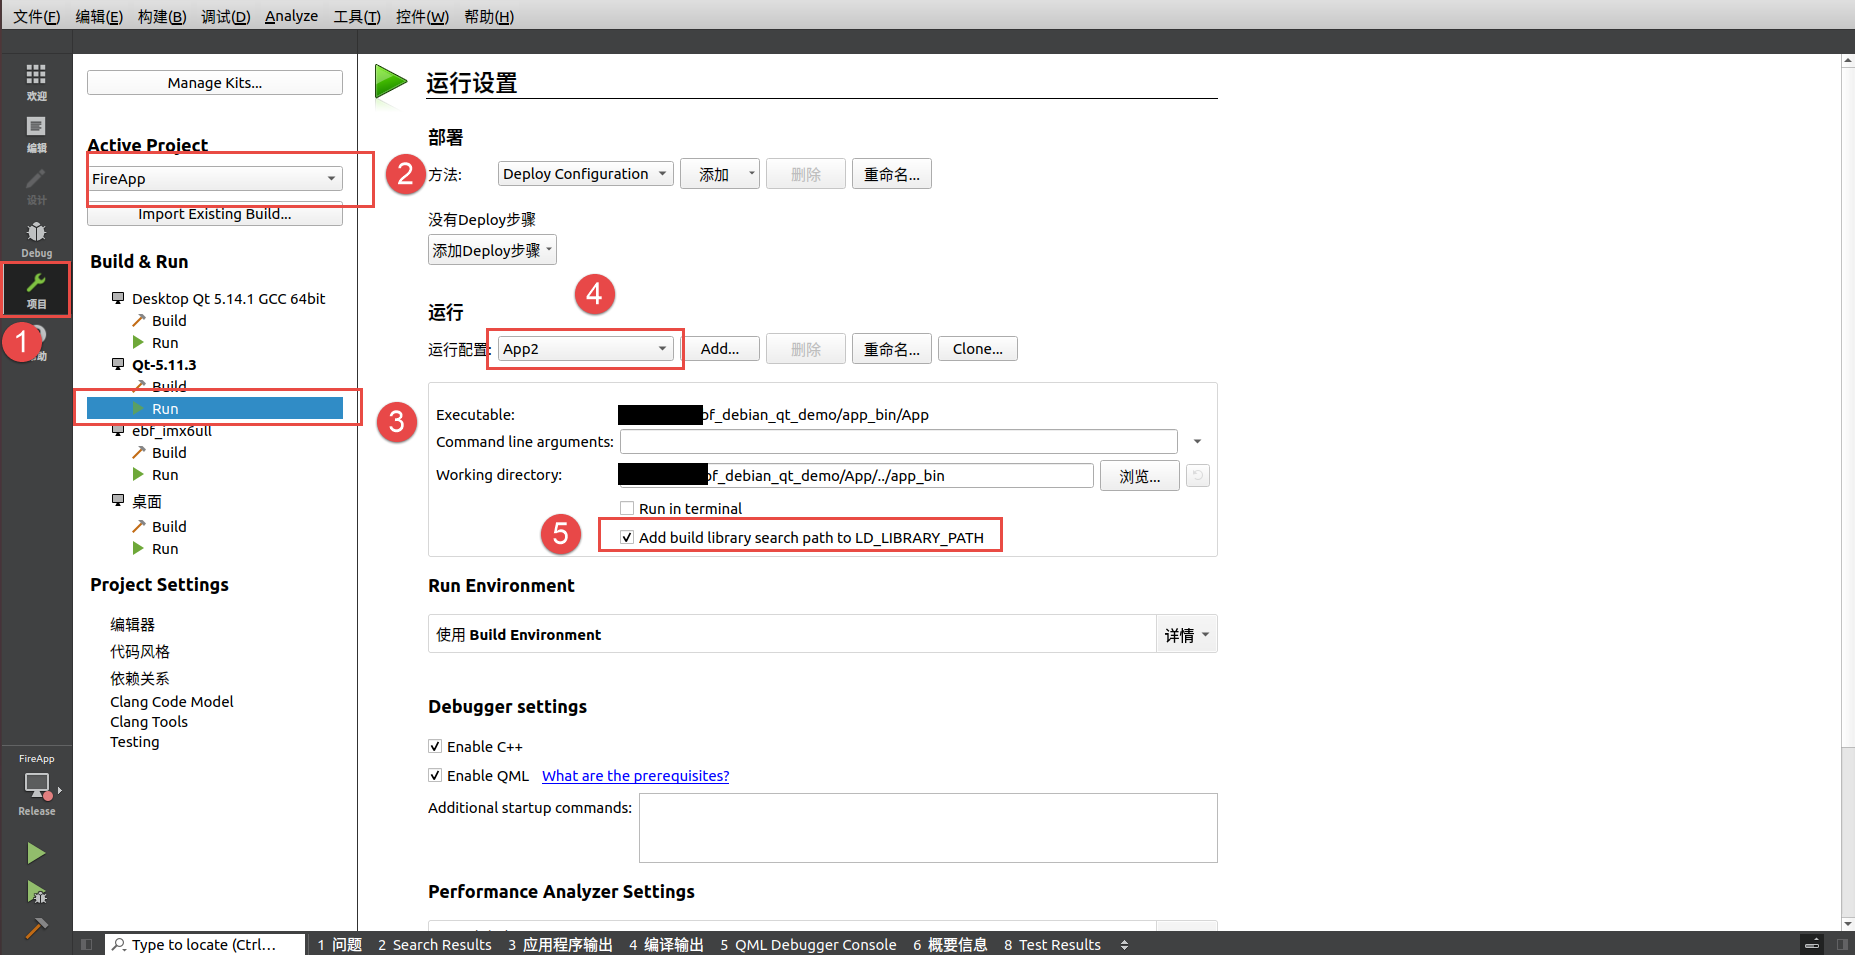 文件(F) 编辑(E) 构建(B) 调试(D) Analyze 工具(T) 控件(W) 帮助(H)
欢迎
编辑
设计
Debug
项目
1
助
FireApp
Release
Manage Kits...
Active Project
FireApp
2
Import Existing Build...
Build & Run
Desktop Qt 5.14.1 GCC 64bit
Build
Run
Qt-5.11.3
Build
Run
3
ebf_imx6ull
Build
Run
桌面
Build
Run
Project Settings
编辑器
代码风格
依赖关系
Clang Code Model
Clang Tools
Testing
运行设置
部署
方法: Deploy Configuration 添加 删除 重命名...
没有Deploy步骤
添加Deploy步骤
4
运行
运行配置: App2 Add... 删除 重命名... Clone...
Executable: bf_debian_qt_demo/app_bin/App
Command line arguments:
Working directory: bf_debian_qt_demo/App/../app_bin 浏览...
Run in terminal
5
Add build library search path to LD_LIBRARY_PATH
Run Environment
使用 Build Environment 详情
Debugger settings
Enable C++
Enable QML What are the prerequisites?
Additional startup commands:
Performance Analyzer Settings
Type to locate (Ctrl... 1 问题 2 Search Results 3 应用程序输出 4 编译输出 5 QML Debugger Console 6 概要信息 8 Test Results